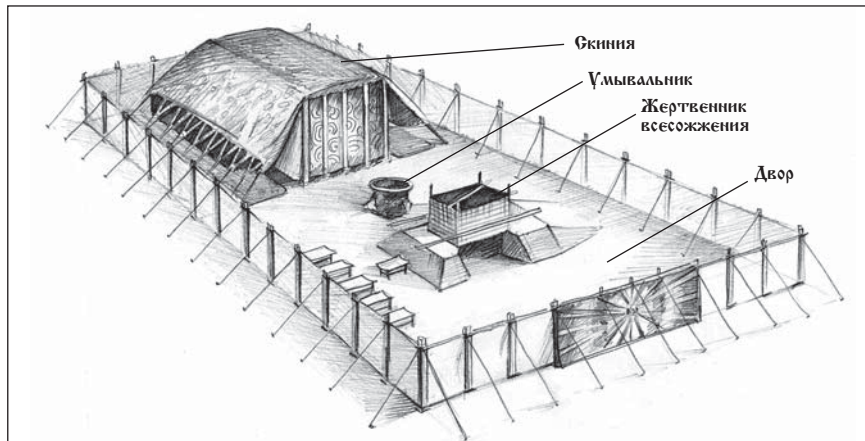 Скиния
Умывальник
Жертвенник
всесожжения
Двор